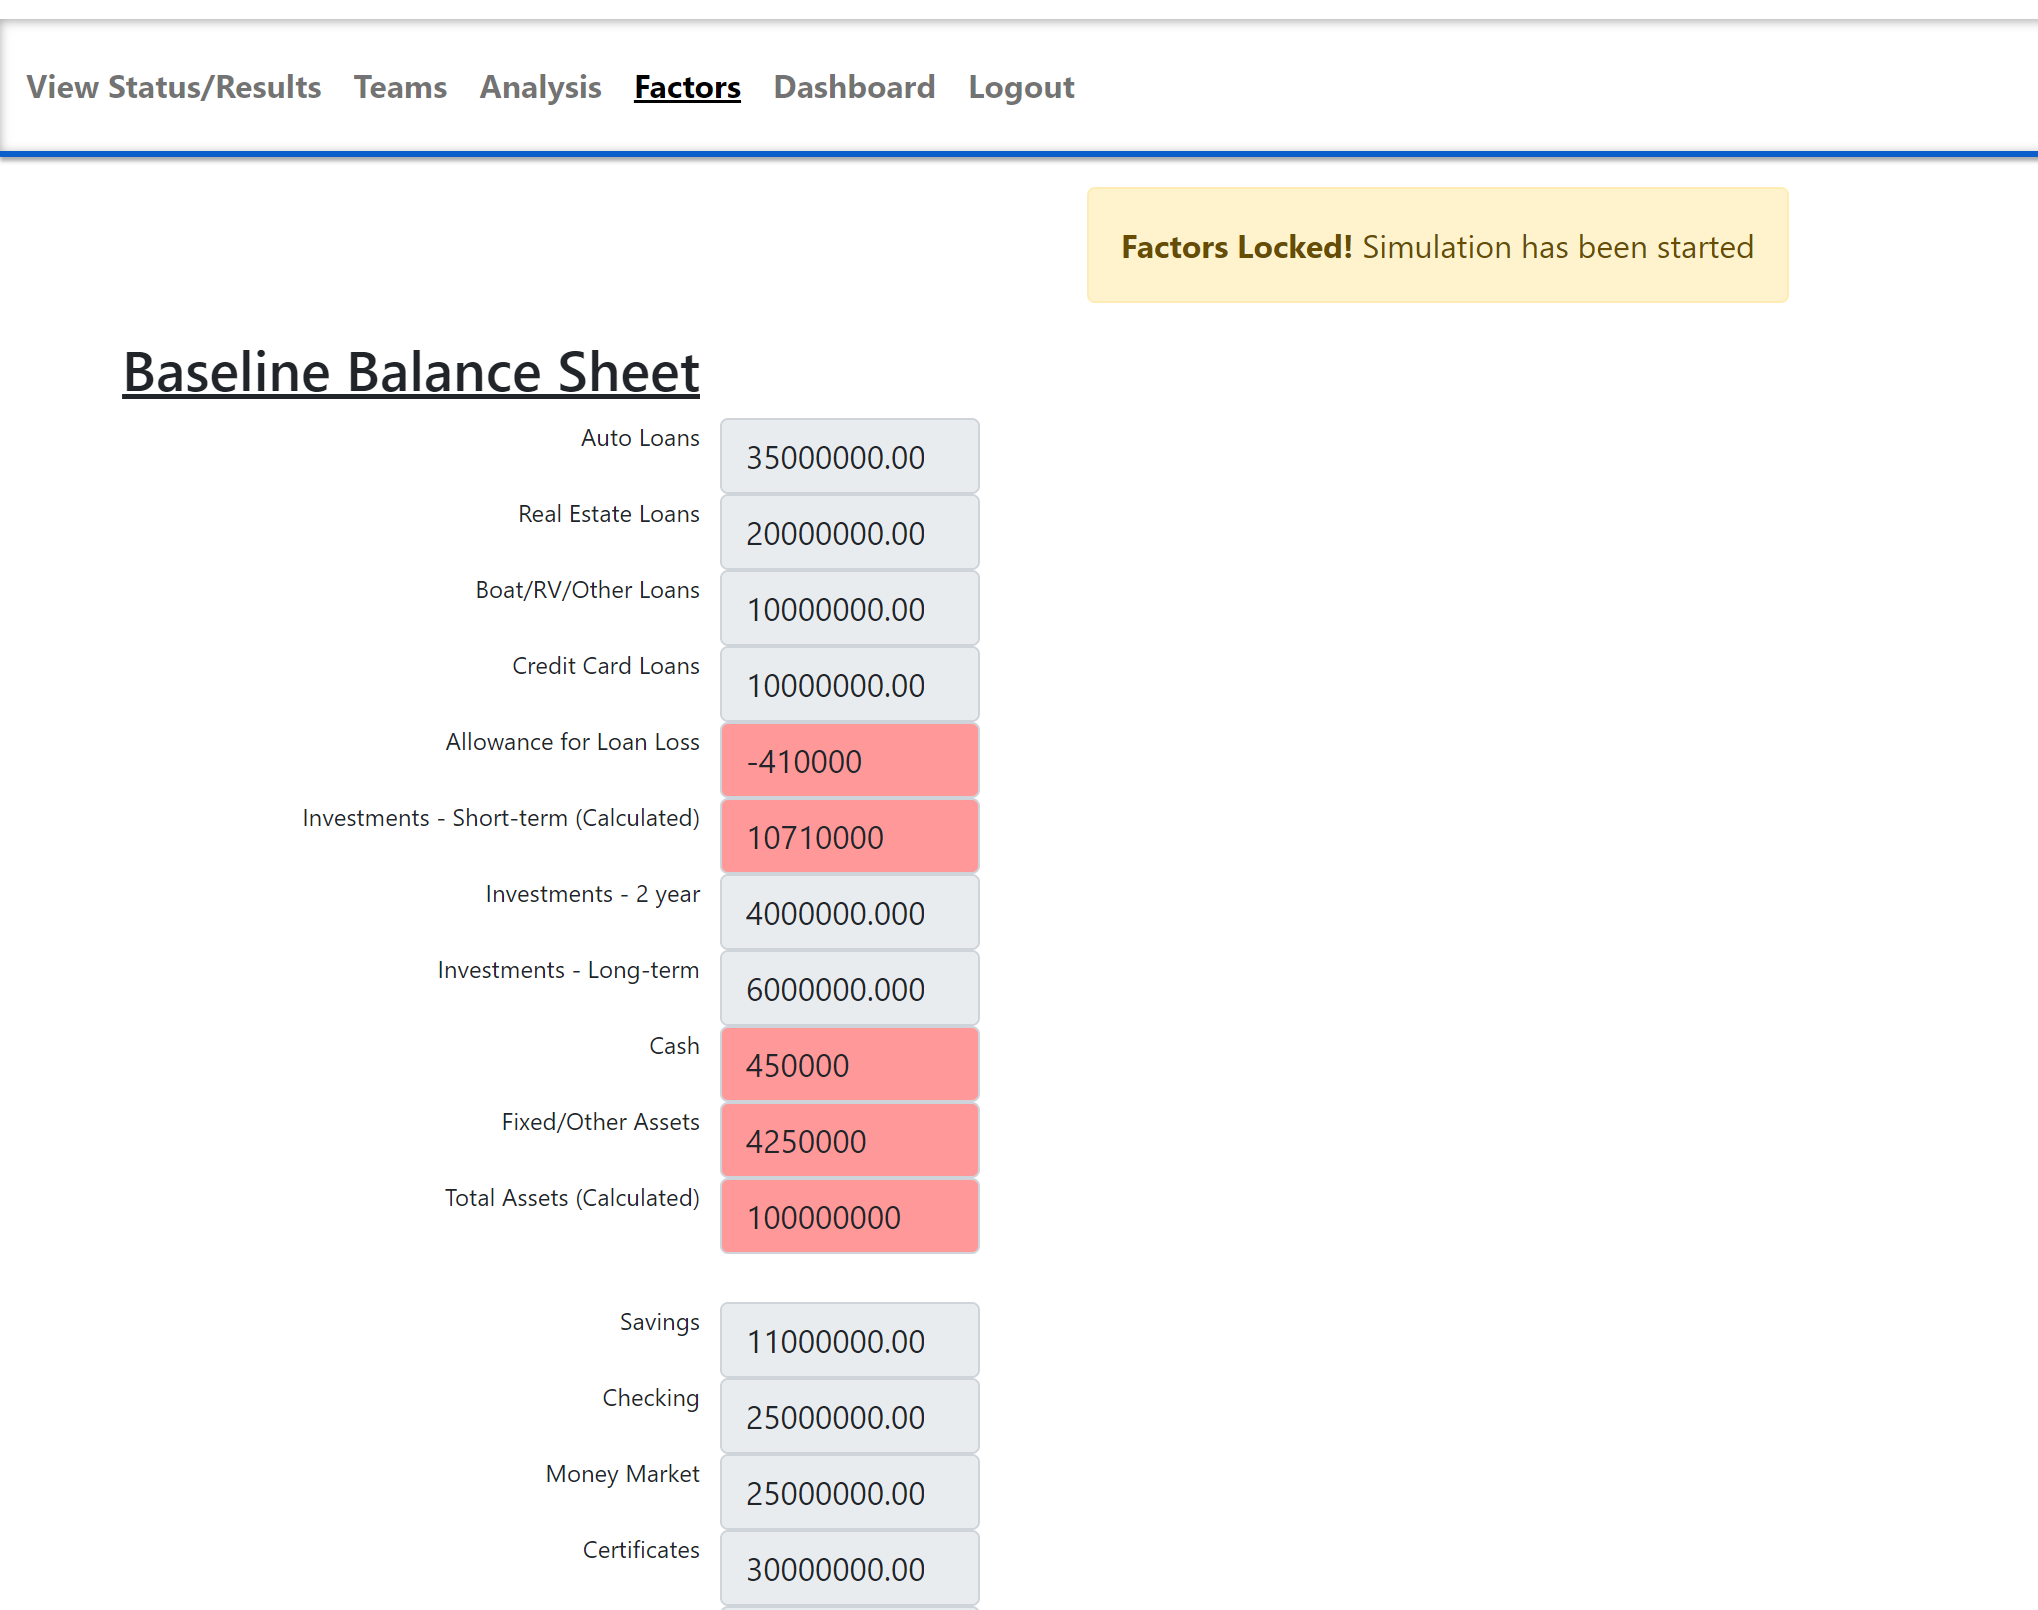 View Status/Results Teams Analysis Factors Dashboard Logout
Factors Locked! Simulation has been started
Baseline Balance Sheet
Auto Loans 35000000.00
Real Estate Loans 20000000.00
Boat/RV/Other Loans 10000000.00
Credit Card Loans 10000000.00
Allowance for Loan Loss -410000
Investments - Short-term (Calculated) 10710000
Investments - 2 year 4000000.000
Investments - Long-term 6000000.000
Cash 450000
Fixed/Other Assets 4250000
Total Assets (Calculated) 100000000
Savings 11000000.00
Checking 25000000.00
Money Market 25000000.00
Certificates 30000000.00